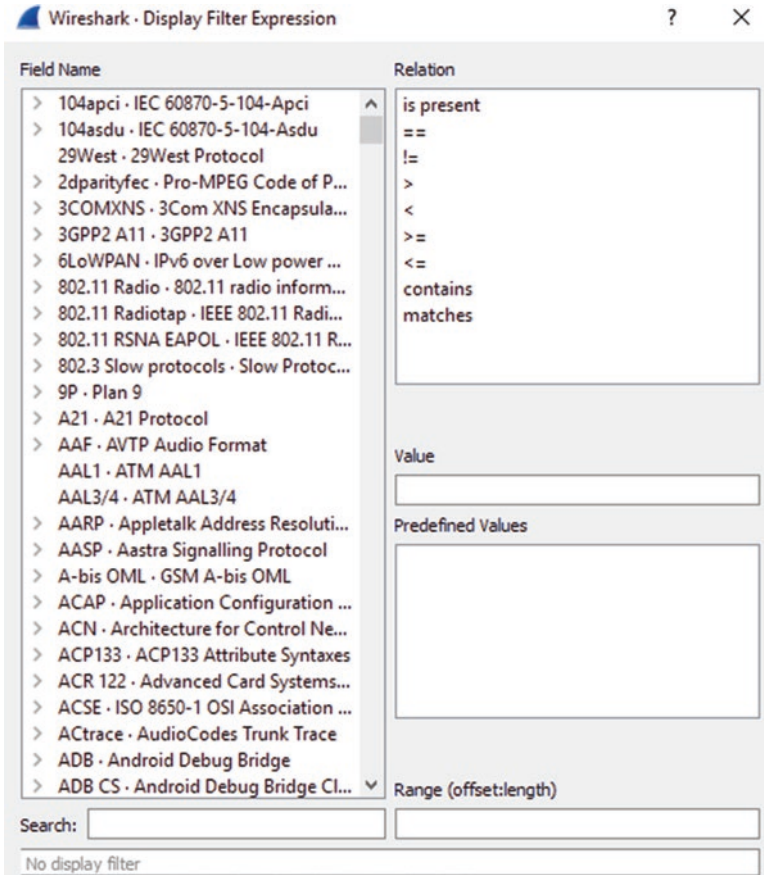 Wireshark · Display Filter Expression
?
Field Name
104apci · IEC 60870-5-104-Apci
104asdu · IEC 60870-5-104-Asdu
29West · 29West Protocol
2dparityfec · Pro-MPEG Code of P...
3COMXNS · 3Com XNS Encapsula...
3GPP2 A11 · 3GPP2 A11
6LoWPAN · IPv6 over Low power ...
802.11 Radio · 802.11 radio inform...
802.11 Radiotap · IEEE 802.11 Radi...
802.11 RSNA EAPOL · IEEE 802.11 R...
802.3 Slow protocols · Slow Protoc...
9P · Plan 9
A21 · A21 Protocol
AAF · AVTP Audio Format
AAL1 · ATM AAL1
AAL3/4 · ATM AAL3/4
AARP · Appletalk Address Resoluti...
AASP · Aastra Signalling Protocol
A-bis OML · GSM A-bis OML
ACAP · Application Configuration ...
ACN · Architecture for Control Ne...
ACP133 · ACP133 Attribute Syntaxes
ACR 122 · Advanced Card Systems...
ACSE · ISO 8650-1 OSI Association ...
ACtrace · AudioCodes Trunk Trace
ADB · Android Debug Bridge
ADB CS · Android Debug Bridge Cl...
Search:
Relation
is present
==
!=
>
<
>=
<=
contains
matches
Value
Predefined Values
Range (offset:length)
No display filter